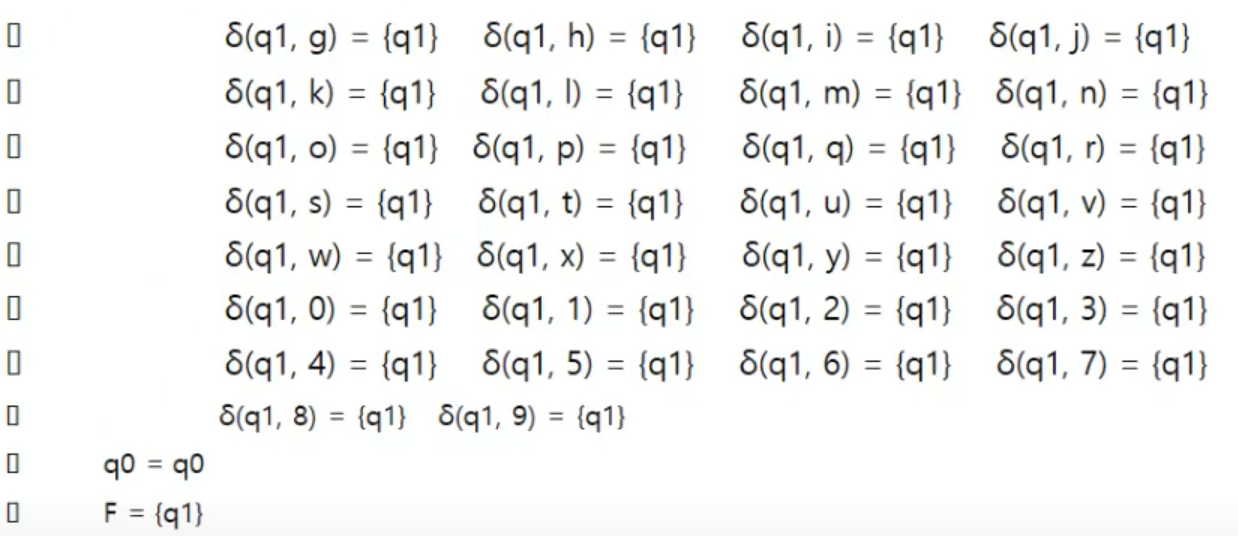 δ(q1, g) = {q1} δ(q1, h) = {q1} δ(q1, i) = {q1} δ(q1, j) = {q1}
δ(q1, k) = {q1} δ(q1, l) = {q1} δ(q1, m) = {q1} δ(q1, n) = {q1}
δ(q1, o) = {q1} δ(q1, p) = {q1} δ(q1, q) = {q1} δ(q1, r) = {q1}
δ(q1, s) = {q1} δ(q1, t) = {q1} δ(q1, u) = {q1} δ(q1, v) = {q1}
δ(q1, w) = {q1} δ(q1, x) = {q1} δ(q1, y) = {q1} δ(q1, z) = {q1}
δ(q1, 0) = {q1} δ(q1, 1) = {q1} δ(q1, 2) = {q1} δ(q1, 3) = {q1}
δ(q1, 4) = {q1} δ(q1, 5) = {q1} δ(q1, 6) = {q1} δ(q1, 7) = {q1}
δ(q1, 8) = {q1} δ(q1, 9) = {q1}
q0 = q0
F = {q1}